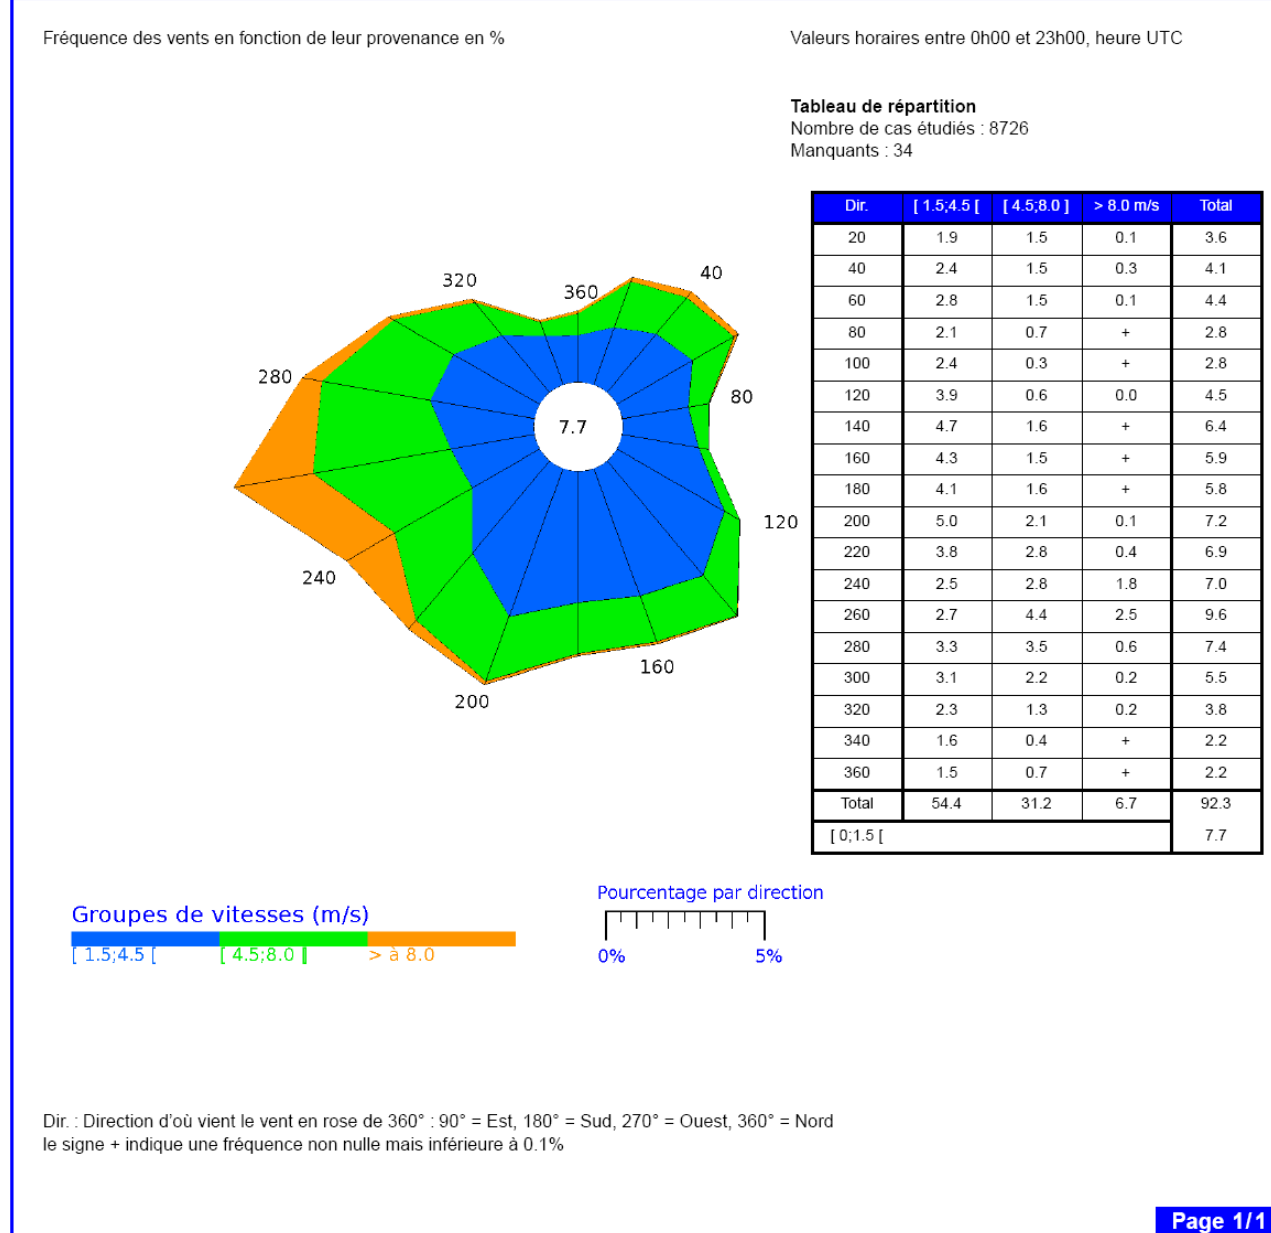 Fréquence des vents en fonction de leur provenance en %
Valeurs horaires entre 0h00 et 23h00, heure UTC
Tableau de répartition
Nombre de cas étudiés : 8726
Manquants : 34
320
360
40
280
7.7
80
120
240
200
160
Dir. [ 1.5;4.5 [ [ 4.5;8.0 ] > 8.0 m/s Total
20 1.9 1.5 0.1 3.6
40 2.4 1.5 0.3 4.1
60 2.8 1.5 0.1 4.4
80 2.1 0.7 + 2.8
100 2.4 0.3 + 2.8
120 3.9 0.6 0.0 4.5
140 4.7 1.6 + 6.4
160 4.3 1.5 + 5.9
180 4.1 1.6 + 5.8
200 5.0 2.1 0.1 7.2
220 3.8 2.8 0.4 6.9
240 2.5 2.8 1.8 7.0
260 2.7 4.4 2.5 9.6
280 3.3 3.5 0.6 7.4
300 3.1 2.2 0.2 5.5
320 2.3 1.3 0.2 3.8
340 1.6 0.4 + 2.2
360 1.5 0.7 + 2.2
Total 54.4 31.2 6.7 92.3
[ 0;1.5 [ 7.7
Groupes de vitesses (m/s)
[ 1.5;4.5 [ [ 4.5;8.0 ] > à 8.0
Pourcentage par direction
0% 5%
Dir. : Direction d'où vient le vent en rose de 360° : 90° = Est, 180° = Sud, 270° = Ouest, 360° = Nord
le signe + indique une fréquence non nulle mais inférieure à 0.1%
Page 1/1